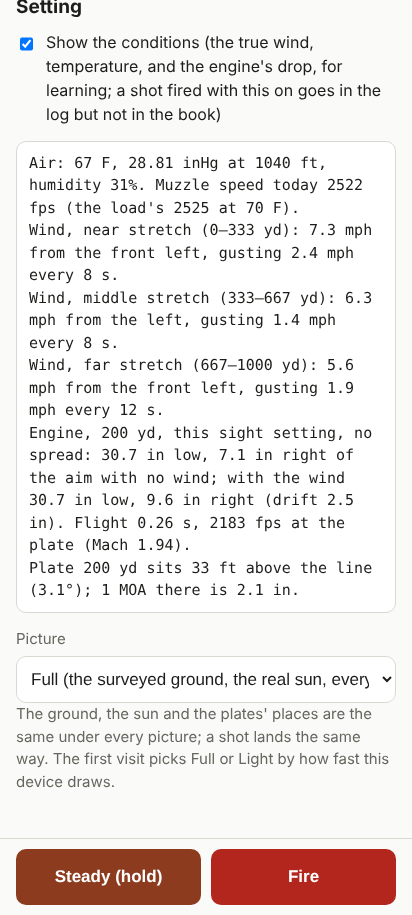 Setting
Show the conditions (the true wind,
temperature, and the engine's drop, for
learning; a shot fired with this on goes in the
log but not in the book)
Air: 67 F, 28.81 inHg at 1040 ft,
humidity 31%. Muzzle speed today 2522
fps (the load's 2525 at 70 F).
Wind, near stretch (0–333 yd): 7.3 mph
from the front left, gusting 2.4 mph
every 8 s.
Wind, middle stretch (333–667 yd): 6.3
mph from the left, gusting 1.4 mph
every 8 s.
Wind, far stretch (667–1000 yd): 5.6
mph from the front left, gusting 1.9
mph every 12 s.
Engine, 200 yd, this sight setting, no
spread: 30.7 in low, 7.1 in right of
the aim with no wind; with the wind
30.7 in low, 9.6 in right (drift 2.5
in). Flight 0.26 s, 2183 fps at the
plate (Mach 1.94).
Plate 200 yd sits 33 ft above the line
(3.1°); 1 MOA there is 2.1 in.
Picture
Full (the surveyed ground, the real sun, every
The ground, the sun and the plates' places are the
same under every picture; a shot lands the same
way. The first visit picks Full or Light by how fast this
device draws.
Steady (hold)
Fire